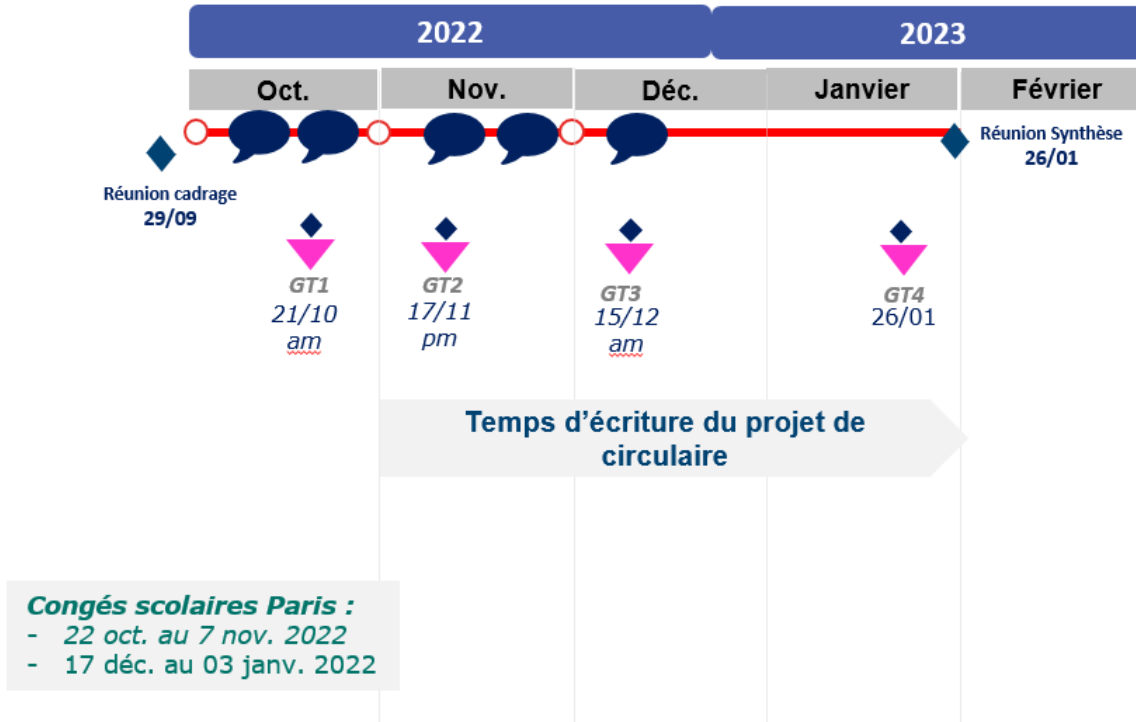 2022
2023
Oct.
Nov.
Déc.
Janvier
Février
Réunion cadrage
29/09
Réunion Synthèse
26/01
GT1
21/10
am
GT2
17/11
pm
GT3
15/12
am
GT4
26/01
Temps d’écriture du projet de
circulaire
Congés scolaires Paris :
- 22 oct. au 7 nov. 2022
- 17 déc. au 03 janv. 2022